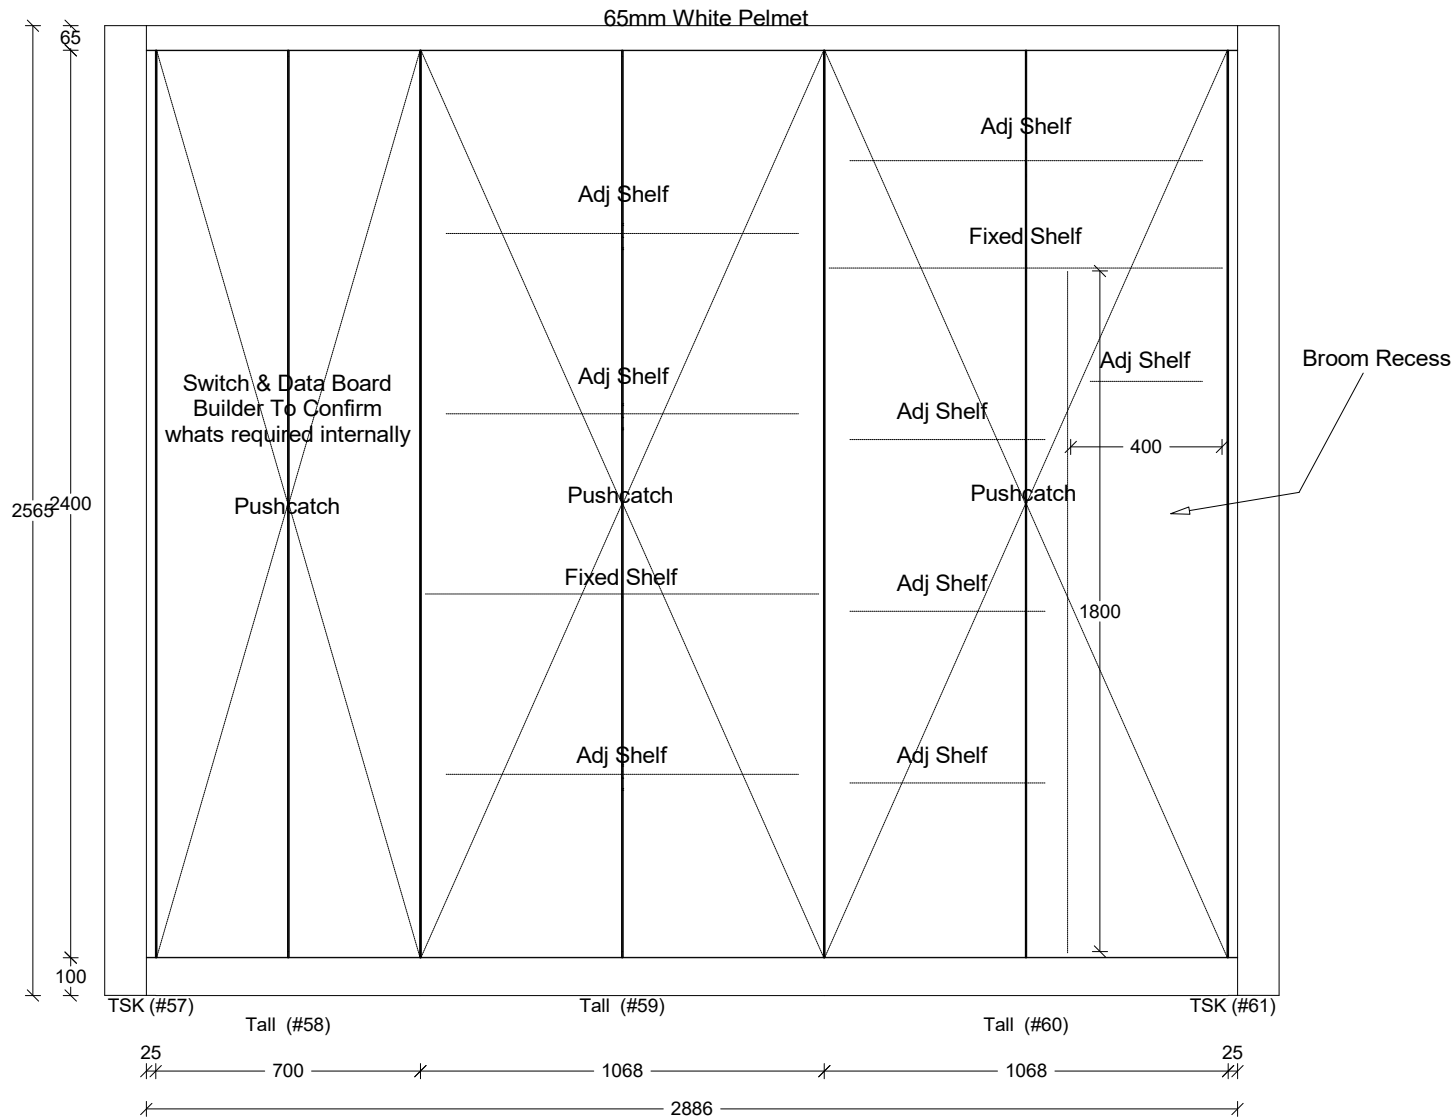 65mm White Pelmet
65
Adj Shelf
Adj Shelf
Fixed Shelf
Broom Recess
Adj Shelf
Adj Shelf
Switch & Data Board
Builder To Confirm
whats required internally
Adj Shelf
400
Pushcatch
Pushcatch
Pushcatch
2565
2400
Fixed Shelf
Adj Shelf
1800
Adj Shelf
Adj Shelf
100
TSK (#57)
Tall (#59)
TSK (#61)
Tall (#58)
Tall (#60)
25
25
700
1068
1068
2886